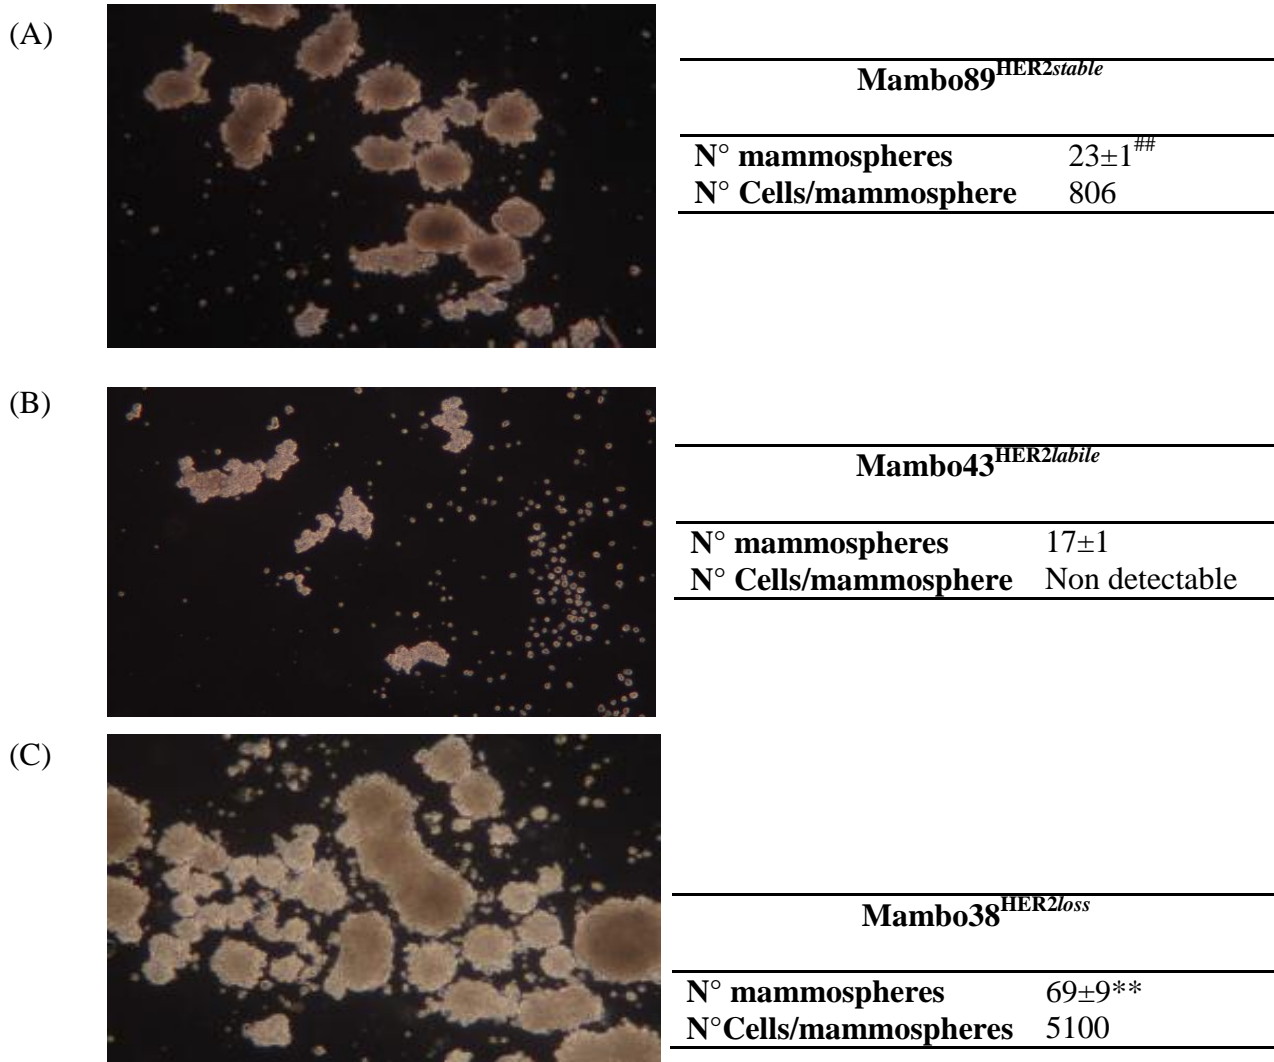 (A)
Mambo89HER2stable
N° mammospheres 23±1##
N° Cells/mammosphere 806
(B)
Mambo43HER2labile
N° mammospheres 17±1
N° Cells/mammosphere Non detectable
(C)
Mambo38HER2loss
N° mammospheres 69±9**
N°Cells/mammospheres 5100